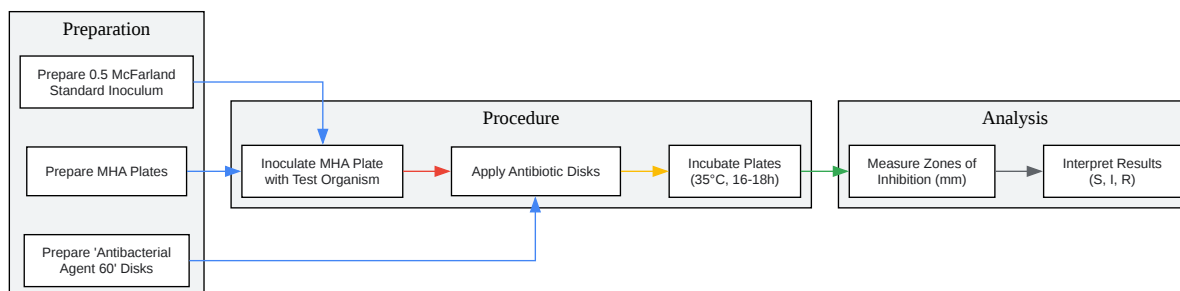 Preparation
Prepare 0.5 McFarland
Standard Inoculum
Prepare MHA Plates
Prepare 'Antibacterial
Agent 60' Disks
Procedure
Inoculate MHA Plate
with Test Organism
Apply Antibiotic Disks
Incubate Plates
(35°C, 16-18h)
Analysis
Measure Zones of
Inhibition (mm)
Interpret Results
(S, I, R)